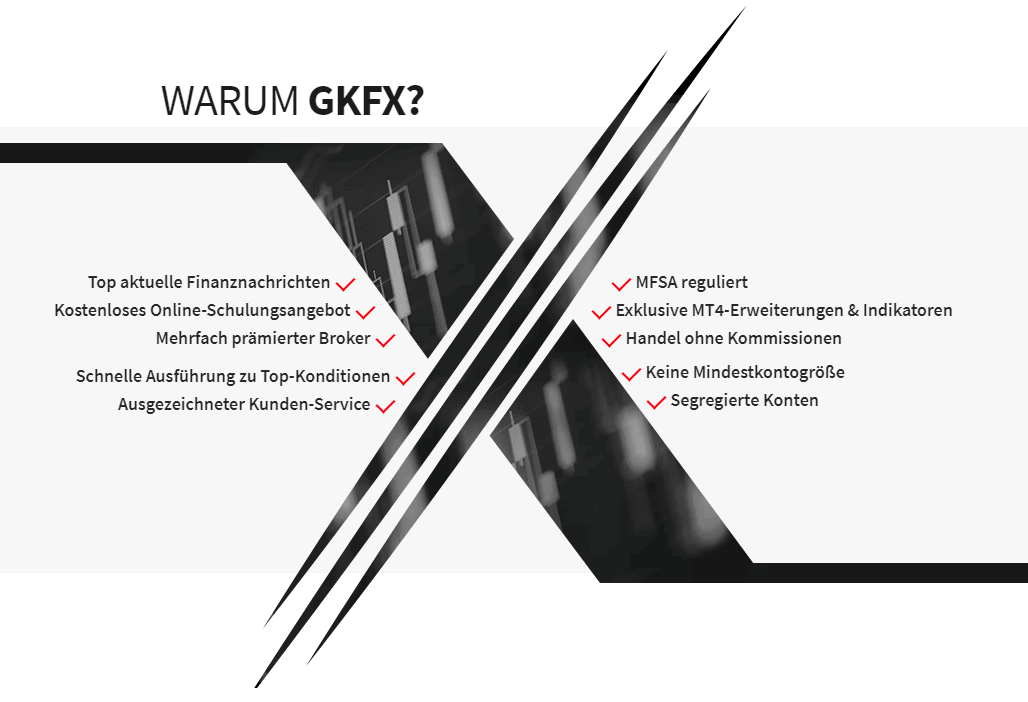 WARUM GKFX?
Top aktuelle Finanznachrichten
Kostenloses Online-Schulungsangebot
Mehrfach prämierter Broker
Schnelle Ausführung zu Top-Konditionen
Ausgezeichneter Kunden-Service
MFSA reguliert
Exklusive MT4-Erweiterungen & Indikatoren
Handel ohne Kommissionen
Keine Mindestkontogröße
Segregierte Konten